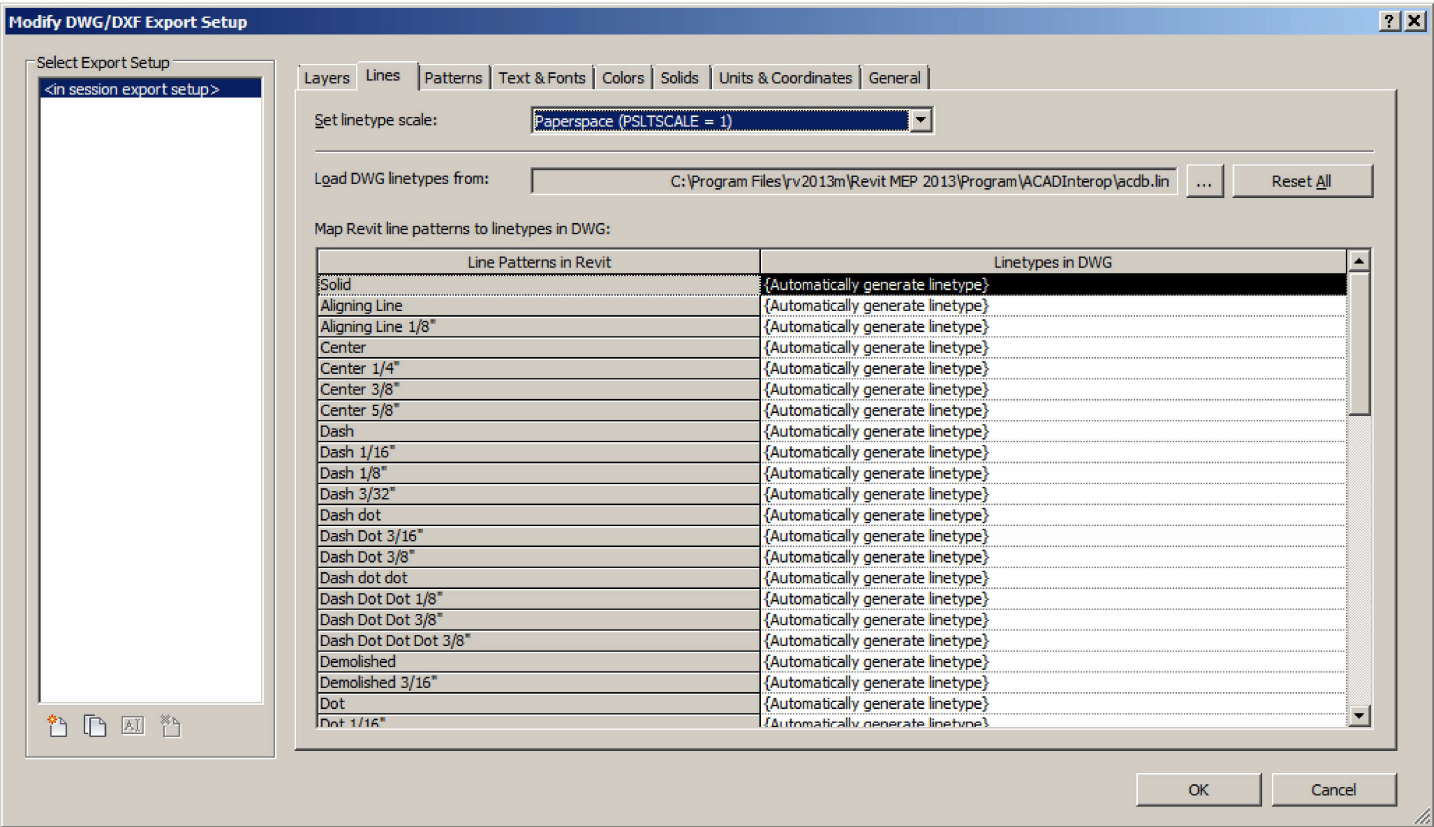 Modify DWG/DXF Export Setup
Select Export Setup
<in session export setup>
Layers Lines Patterns Text & Fonts Colors Solids Units & Coordinates General
Set linetype scale: Paperspace (PSLTSCALE = 1)
Load DWG linetypes from: C:\Program Files\rv2013m\Revit MEP 2013\Program\ACADInterop\acdb.lin ... Reset All
Map Revit line patterns to linetypes in DWG:
Line Patterns in Revit Linetypes in DWG
Solid {Automatically generate linetype}
Aligning Line {Automatically generate linetype}
Aligning Line 1/8" {Automatically generate linetype}
Center {Automatically generate linetype}
Center 1/4" {Automatically generate linetype}
Center 3/8" {Automatically generate linetype}
Center 5/8" {Automatically generate linetype}
Dash {Automatically generate linetype}
Dash 1/16" {Automatically generate linetype}
Dash 1/8" {Automatically generate linetype}
Dash 3/32" {Automatically generate linetype}
Dash dot {Automatically generate linetype}
Dash Dot 3/16" {Automatically generate linetype}
Dash Dot 3/8" {Automatically generate linetype}
Dash dot dot {Automatically generate linetype}
Dash Dot Dot 1/8" {Automatically generate linetype}
Dash Dot Dot 3/8" {Automatically generate linetype}
Dash Dot Dot Dot 3/8" {Automatically generate linetype}
Demolished {Automatically generate linetype}
Demolished 3/16" {Automatically generate linetype}
Dot {Automatically generate linetype}
Dot 1/16" {Automatically generate linetype}
OK Cancel